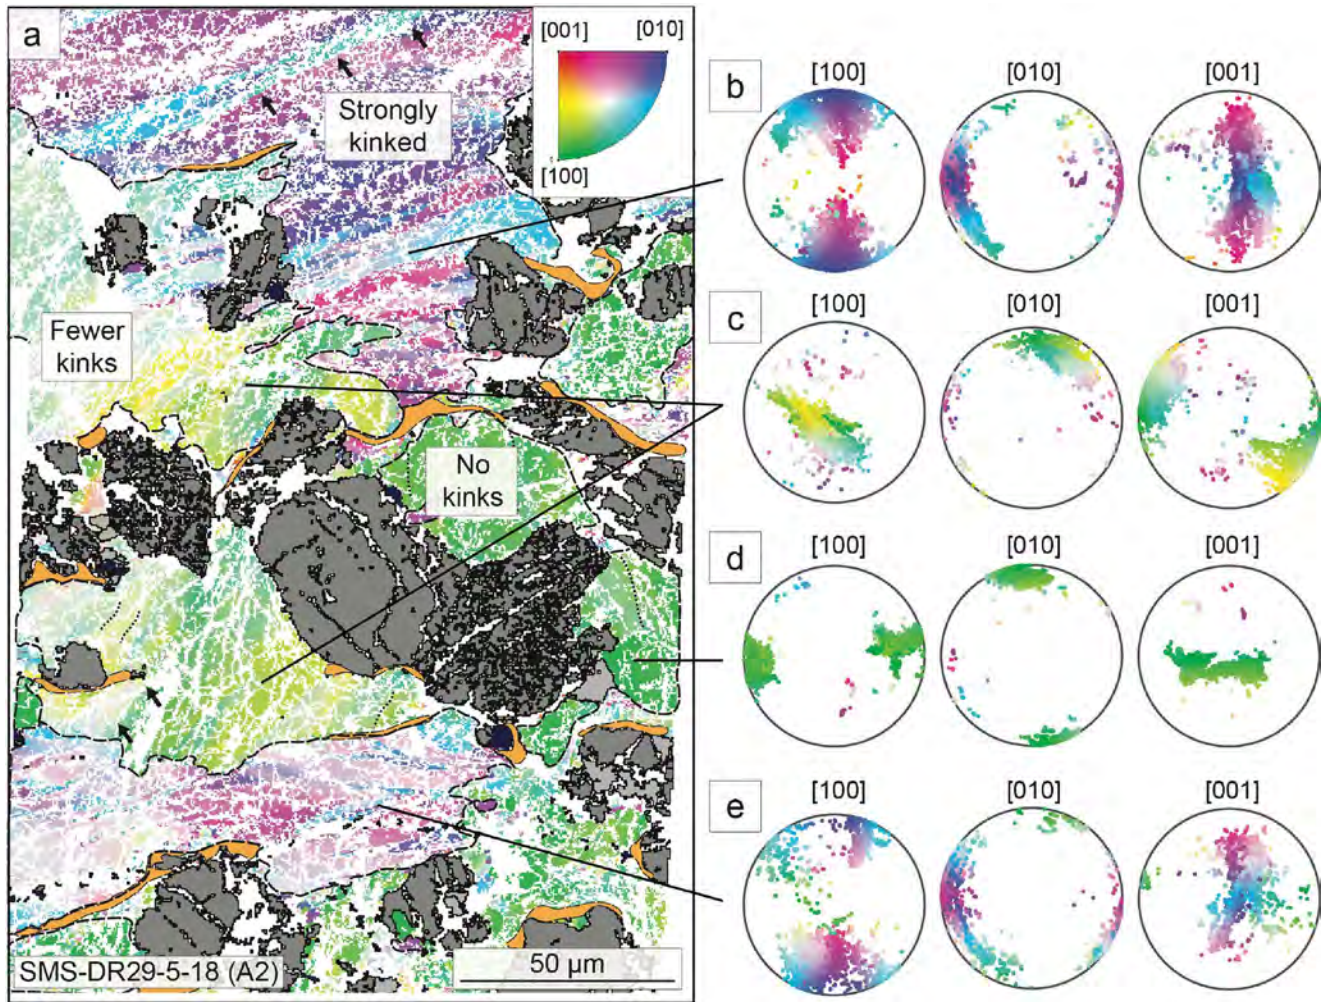 a
[001] [010]
[100]
Strongly
kinked
Fewer
kinks
No
kinks
SMS-DR29-5-18 (A2)
50 µm
b
[100] [010] [001]
c
[100] [010] [001]
d
[100] [010] [001]
e
[100] [010] [001]